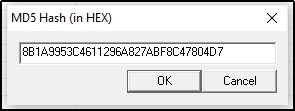 MD5 Hash (in HEX)
8B1A9953C4611296A827ABF8C47804D7
OK
Cancel